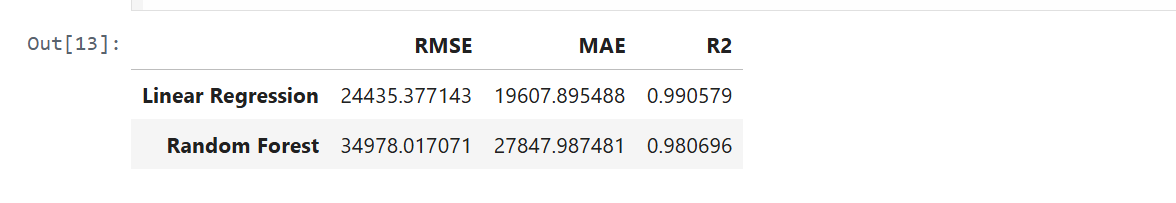 Out[13]:
RMSE MAE R2
Linear Regression 24435.377143 19607.895488 0.990579
Random Forest 34978.017071 27847.987481 0.980696